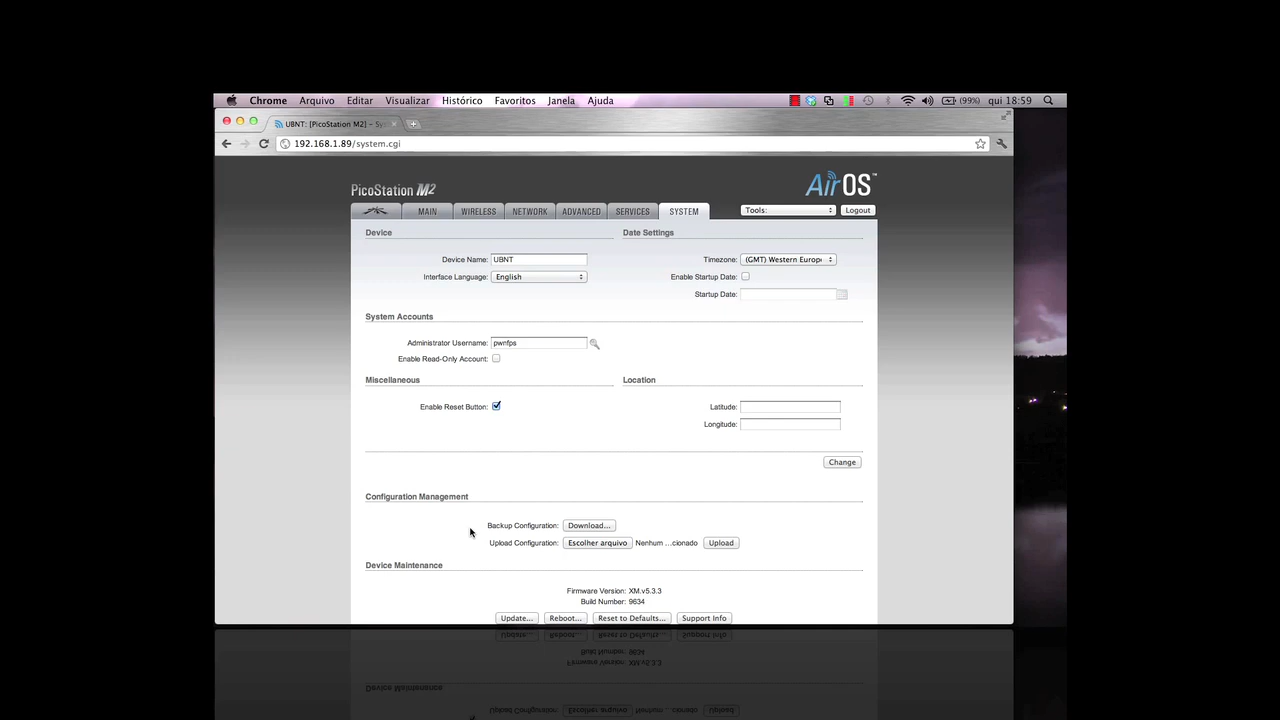 Chrome Arquivo Editar Visualizar Histórico Favoritos Janela Ajuda (99%) qui 18:59
UBNT: [PicoStation M2] – Sy
192.168.1.89/system.cgi
PicoStation M2 AirOS™
MAIN WIRELESS NETWORK ADVANCED SERVICES SYSTEM Tools: Logout
Device Date Settings
Device Name: UBNT Timezone: (GMT) Western Europ
Interface Language: English Enable Startup Date:
Startup Date:
System Accounts
Administrator Username: pwnfps
Enable Read-Only Account:
Miscellaneous Location
Enable Reset Button: Latitude:
Longitude:
Change
Configuration Management
Backup Configuration: Download...
Upload Configuration: Escolher arquivo Nenhum ...cionado Upload
Device Maintenance
Firmware Version: XM.v5.3.3
Build Number: 9634
Update... Reboot... Reset to Defaults... Support Info